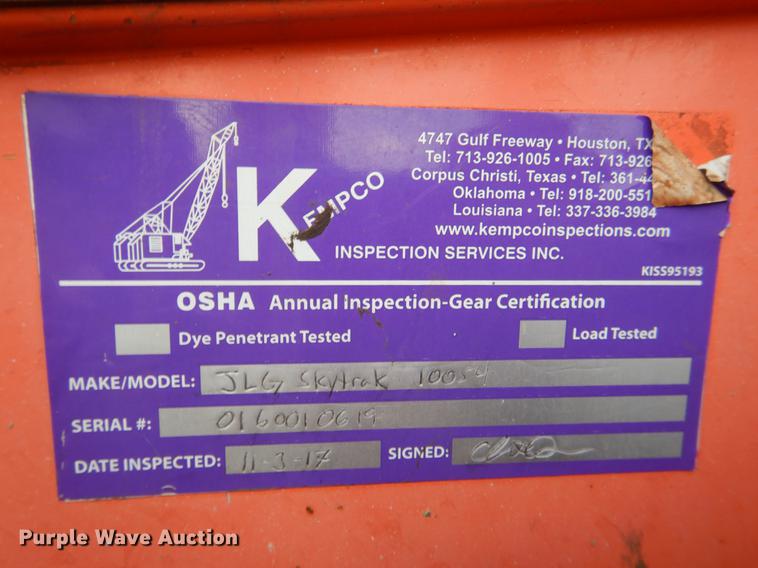 4747 Gulf Freeway • Houston, TX
Tel: 713-926-1005 • Fax: 713-926
Corpus Christi, Texas • Tel: 361-44
Oklahoma • Tel: 918-200-551
Louisiana • Tel: 337-336-3984
www.kempcoinspections.com
KEMPCO
INSPECTION SERVICES INC.
KIS595193
OSHA Annual Inspection-Gear Certification
Dye Penetrant Tested
Load Tested
MAKE/MODEL: JLG Skytrak 10054
SERIAL #: 0160010619
DATE INSPECTED: 11-3-17 SIGNED:
Purple Wave Auction